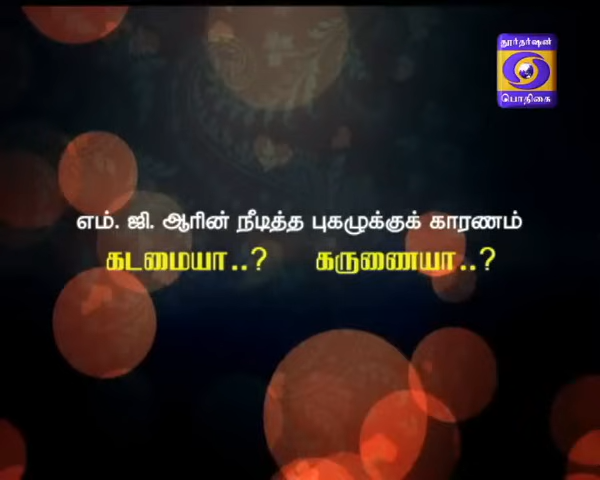 தூர்தர்ஷன்
பொதிகை
எம். ஜி. ஆரின் நீடித்த புகழுக்குக் காரணம்
கடமையா..? கருணையா..?